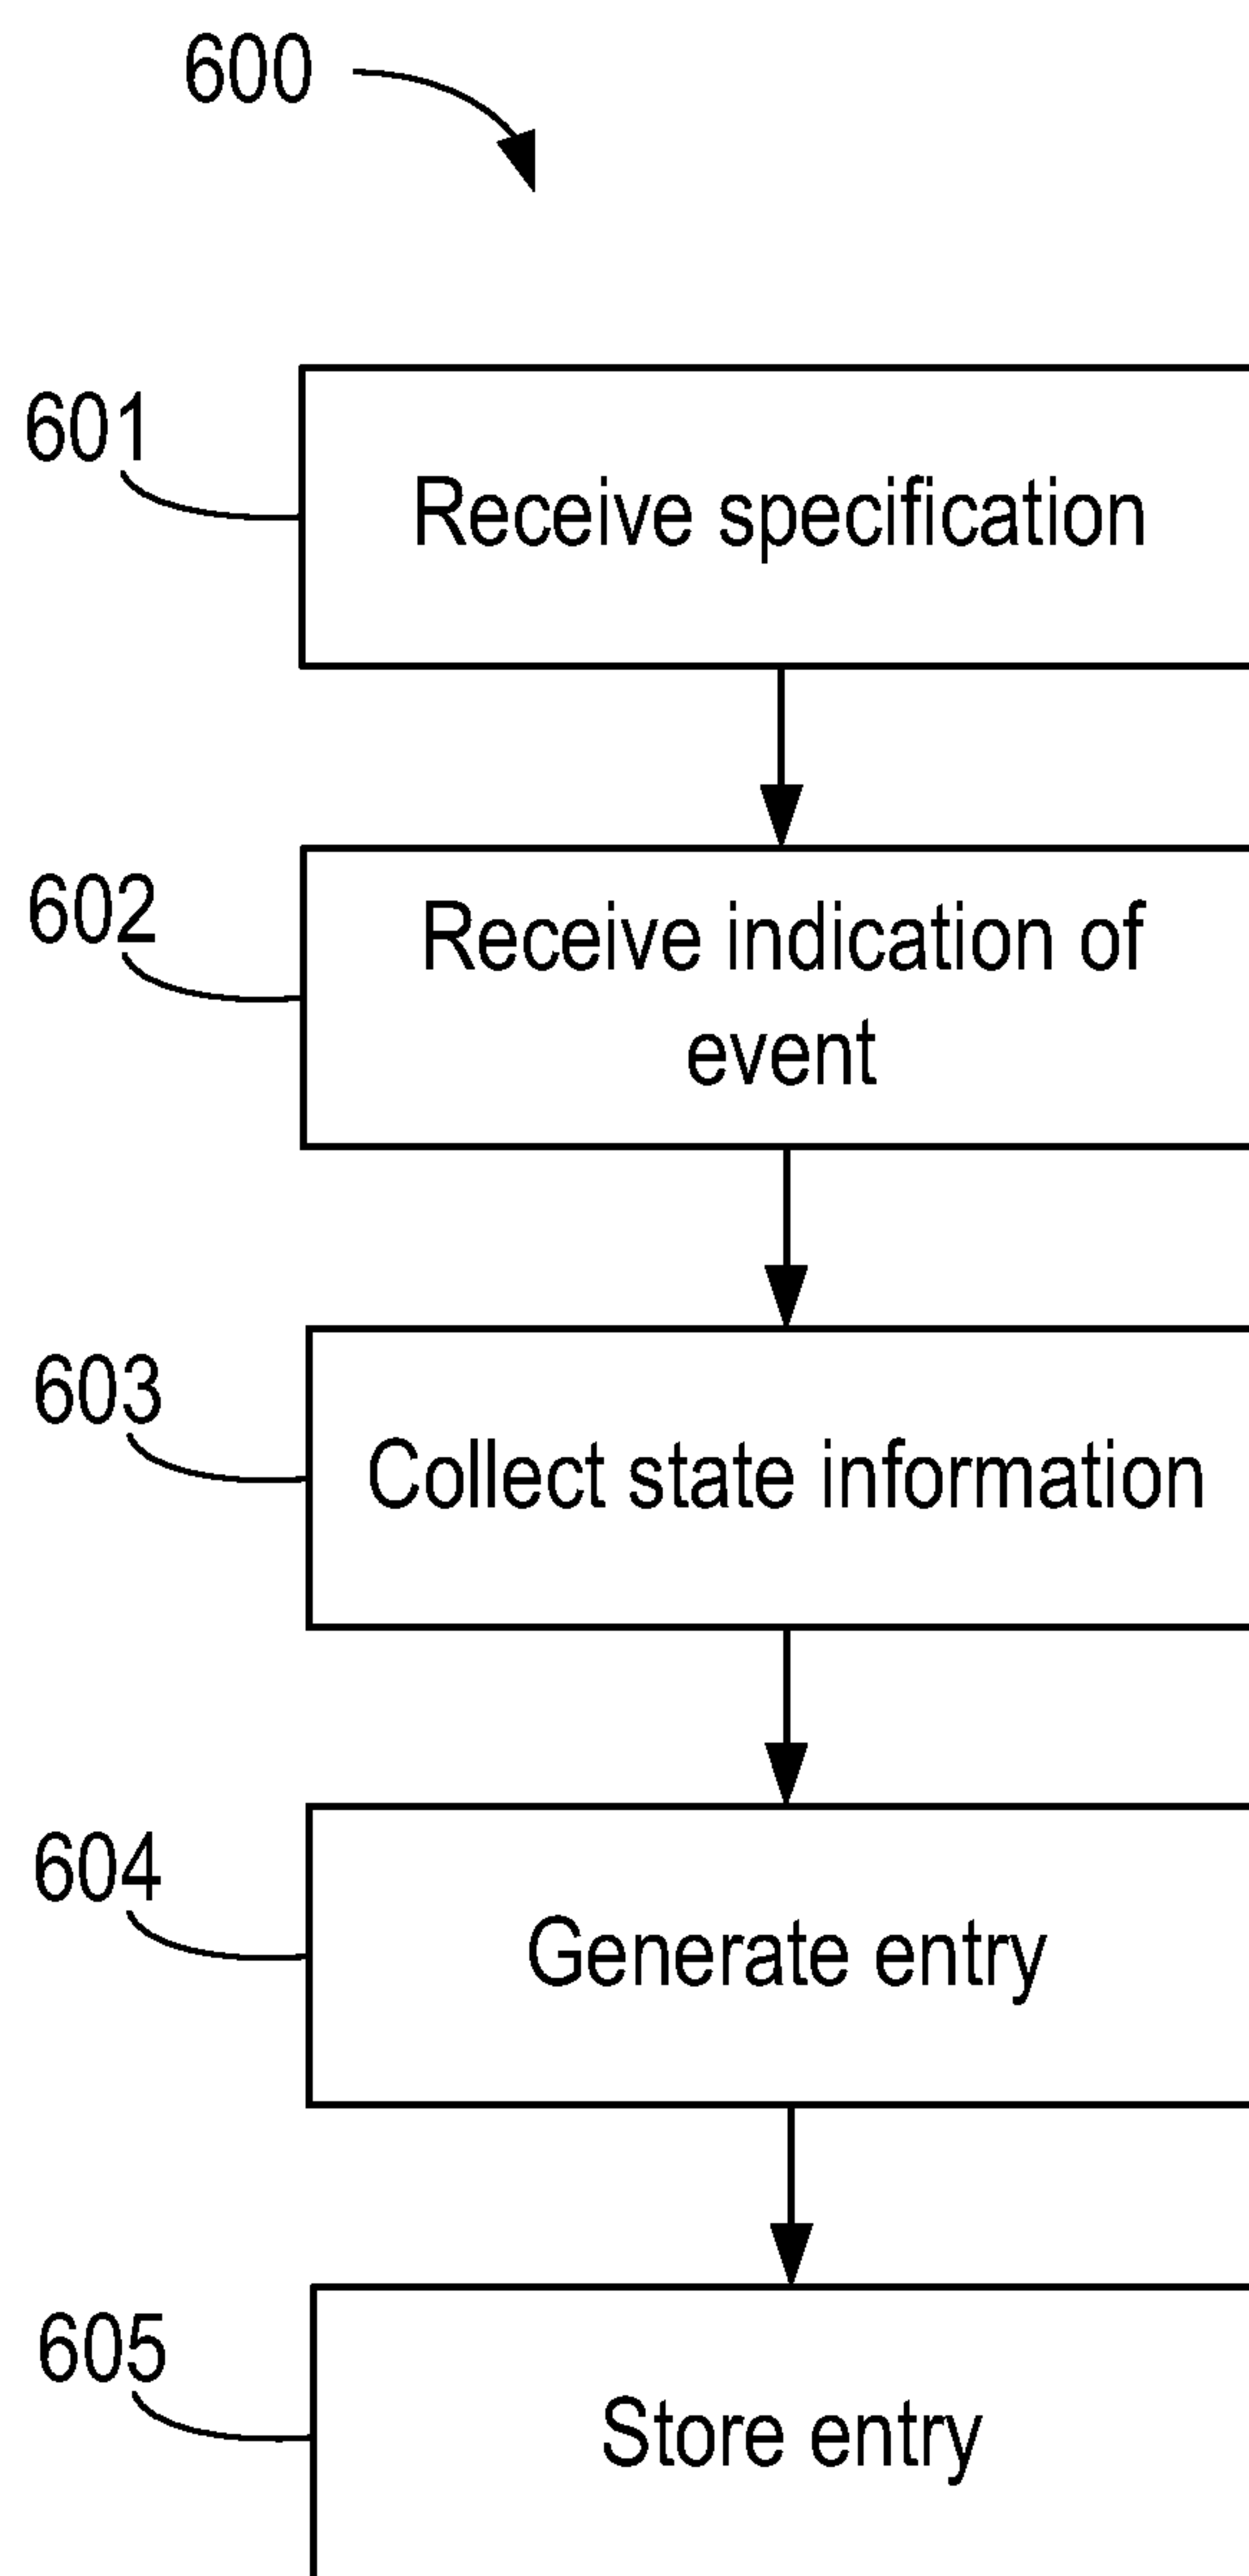 600
601
Receive specification
602
Receive indication of
event
603
Collect state information
604
Generate entry
605
Store entry